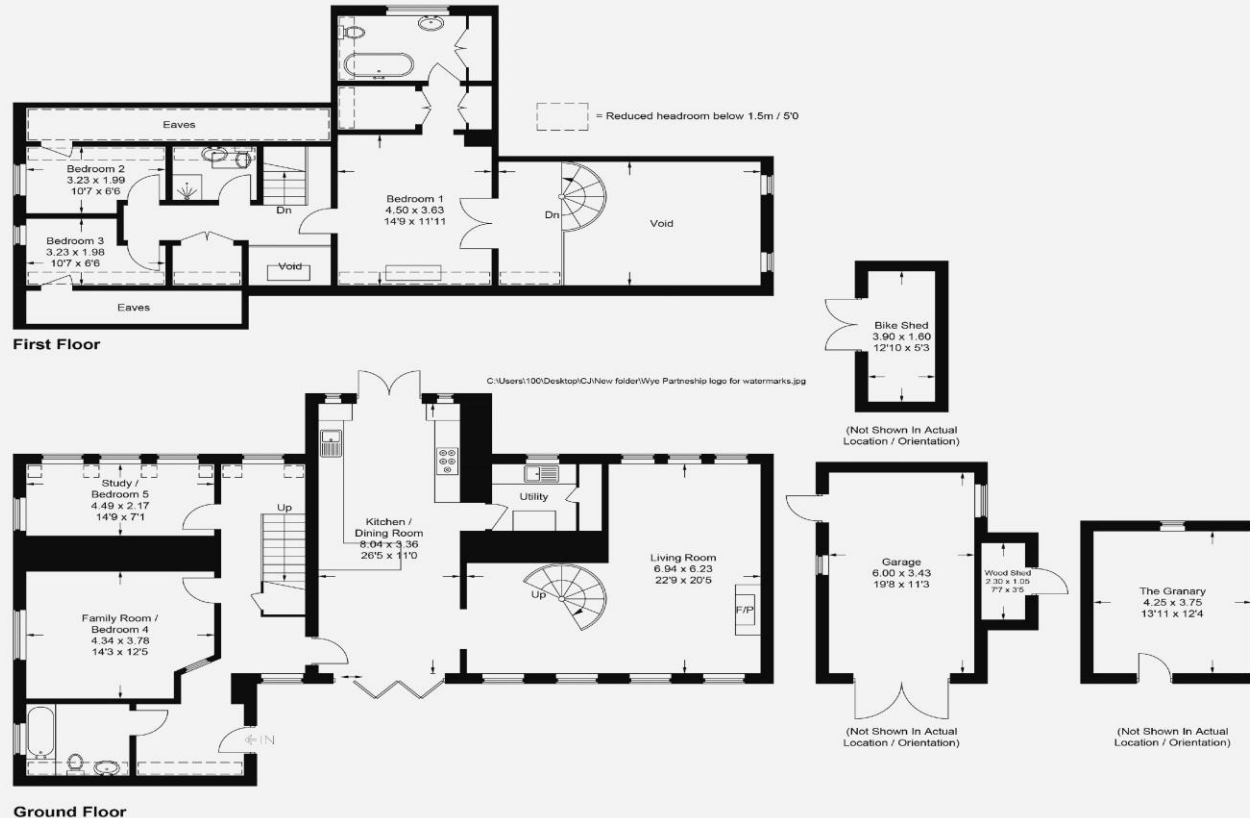 Eaves
Bedroom 2
3.23 x 1.99
10'7 x 6'6
Bedroom 3
3.23 x 1.98
10'7 x 6'6
Dn
Void
Eaves
Bedroom 1
4.50 x 3.63
14'9 x 11'11
Dn
Void
= Reduced headroom below 1.5m / 5'0
First Floor
Bike Shed
3.90 x 1.60
12'10 x 5'3
(Not Shown In Actual
Location / Orientation)
C:\Users\100\Desktop\CJ\New folder\Wye Partneship logo for watermarks.jpg
Study /
Bedroom 5
4.49 x 2.17
14'9 x 7'1
Up
Family Room /
Bedroom 4
4.34 x 3.78
14'3 x 12'5
Kitchen /
Dining Room
8.04 x 3.36
26'5 x 11'0
Utility
Up
Living Room
6.94 x 6.23
22'9 x 20'5
F/P
IN
Garage
6.00 x 3.43
19'8 x 11'3
Wood Shed
2.30 x 1.05
7'7 x 3'5
(Not Shown In Actual
Location / Orientation)
The Granary
4.25 x 3.75
13'11 x 12'4
(Not Shown In Actual
Location / Orientation)
Ground Floor